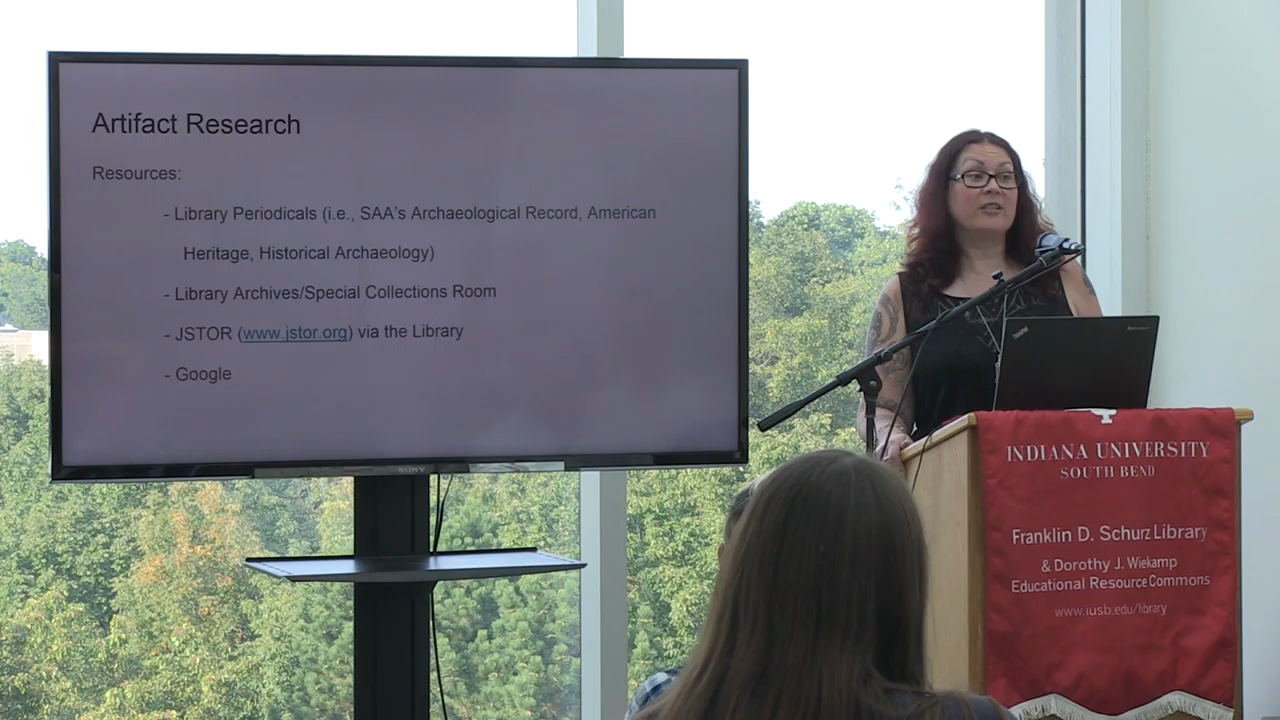 Artifact Research
Resources:
- Library Periodicals (i.e., SAA's Archaeological Record, American
Heritage, Historical Archaeology)
- Library Archives/Special Collections Room
- JSTOR (www.jstor.org) via the Library
- Google
SONY
ThinkPad
INDIANA UNIVERSITY
SOUTH BEND
Franklin D. Schurz Library
& Dorothy J. Wiekamp
Educational Resource Commons
www.iusb.edu/library